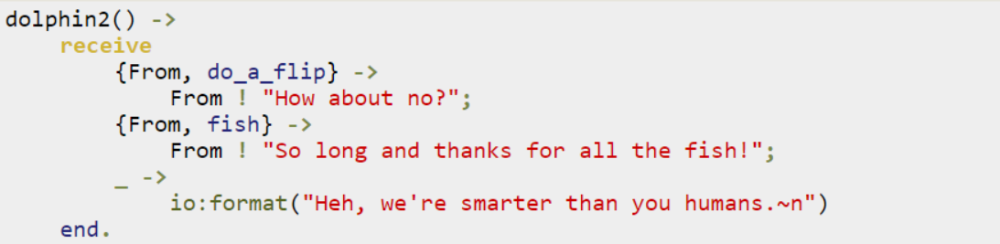 dolphin2() ->
receive
{From, do_a_flip} ->
From ! "How about no?";
{From, fish} ->
From ! "So long and thanks for all the fish!";
_ ->
io:format("Heh, we're smarter than you humans.~n")
end.